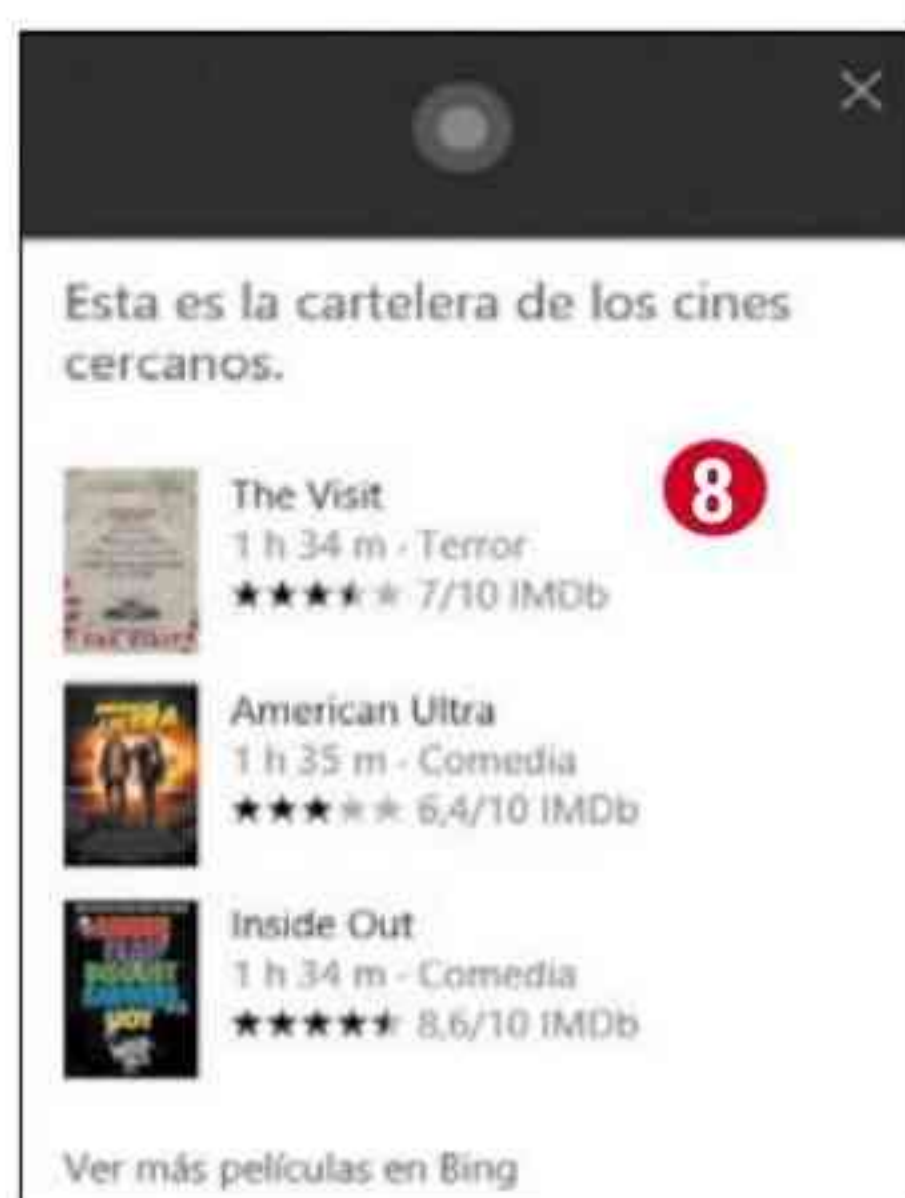 Esta es la cartelera de los cines
cercanos.
8
The Visit
1 h 34 m - Terror
7/10 IMDb
THE VISIT
American Ultra
1 h 35 m - Comedia
6,4/10 IMDb
Inside Out
1 h 34 m - Comedia
8,6/10 IMDb
Ver más películas en Bing